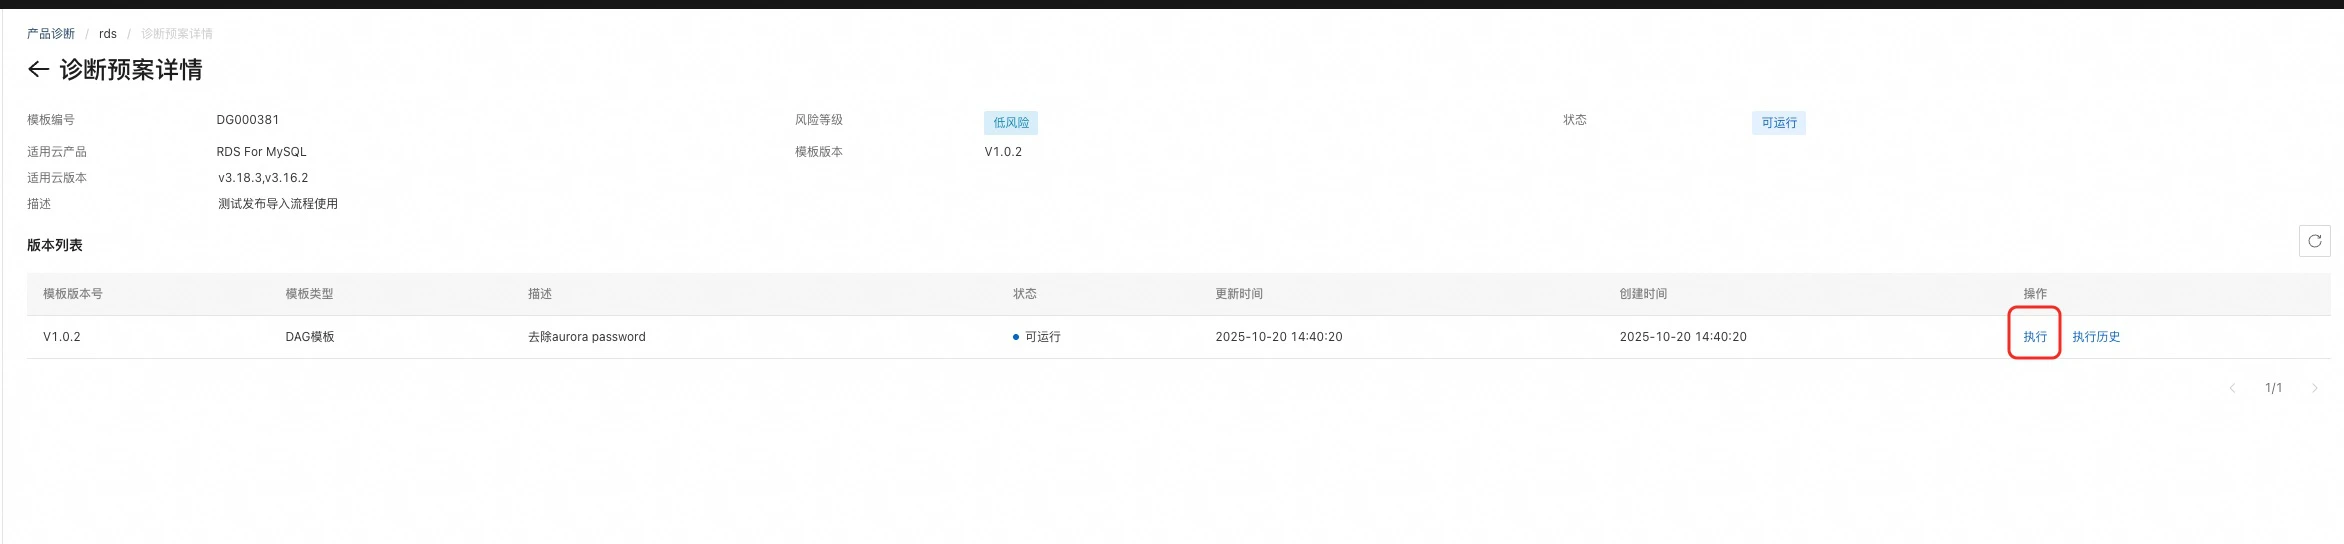 产品诊断 / rds / 诊断预案详情
诊断预案详情
模板编号 DG000381 风险等级 低风险 状态 可运行
适用云产品 RDS For MySQL 模板版本 V1.0.2
适用云版本 v3.18.3,v3.16.2
描述 测试发布导入流程使用
版本列表
模板版本号 模板类型 描述 状态 更新时间 创建时间 操作
V1.0.2 DAG模板 去除aurora password 可运行 2025-10-20 14:40:20 2025-10-20 14:40:20 执行 执行历史
1/1